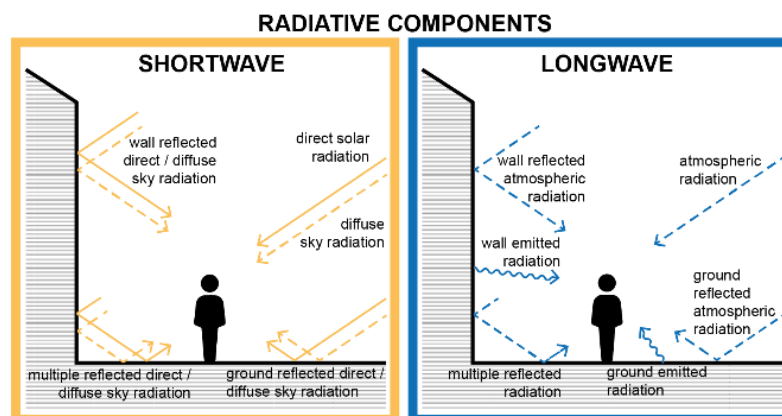 RADIATIVE COMPONENTS
SHORTWAVE
wall reflected
direct / diffuse
sky radiation
direct solar
radiation
diffuse
sky radiation
multiple reflected direct /
diffuse sky radiation
ground reflected direct /
diffuse sky radiation
LONGWAVE
wall reflected
atmospheric
radiation
atmospheric
radiation
wall emitted
radiation
ground
reflected
atmospheric
radiation
multiple reflected
radiation
ground emitted
radiation